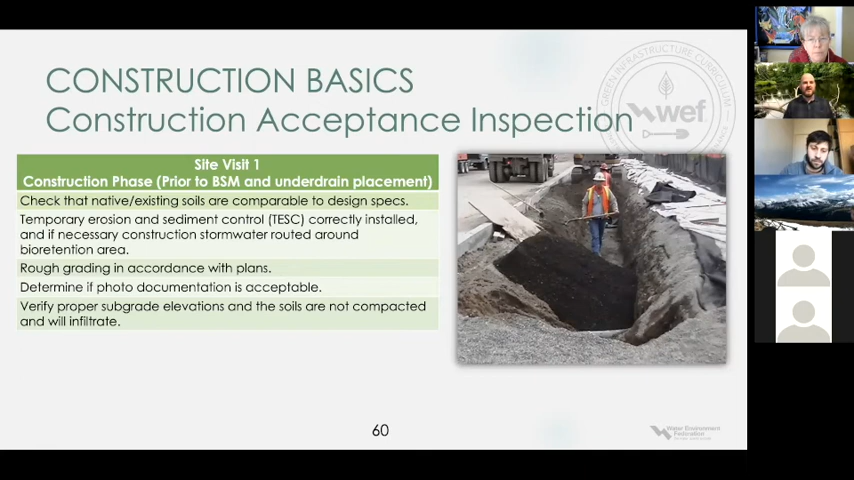 CONSTRUCTION BASICS
Construction Acceptance Inspection
GREEN INFRASTRUCTURE CURRICULUM
wef
Site Visit 1
Construction Phase (Prior to BSM and underdrain placement)
Check that native/existing soils are comparable to design specs.
Temporary erosion and sediment control (TESC) correctly installed,
and if necessary construction stormwater routed around
bioretention area.
Rough grading in accordance with plans.
Determine if photo documentation is acceptable.
Verify proper subgrade elevations and the soils are not compacted
and will infiltrate.
60
Water Environment
Federation